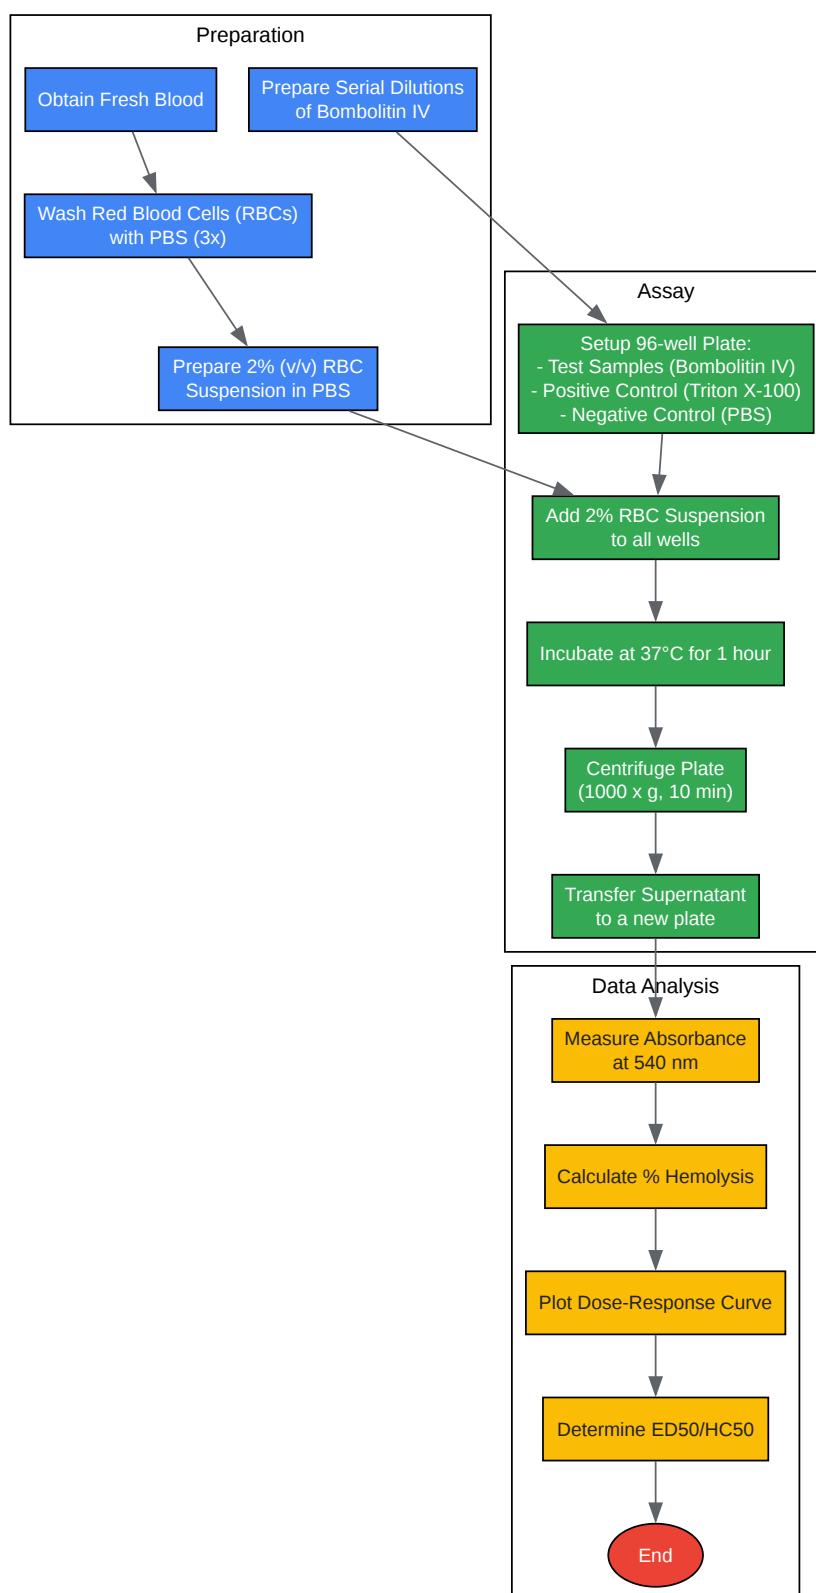 Preparation
Obtain Fresh Blood
Prepare Serial Dilutions
of Bombolitin IV
Wash Red Blood Cells (RBCs)
with PBS (3x)
Prepare 2% (v/v) RBC
Suspension in PBS
Assay
Setup 96-well Plate:
- Test Samples (Bombolitin IV)
- Positive Control (Triton X-100)
- Negative Control (PBS)
Add 2% RBC Suspension
to all wells
Incubate at 37°C for 1 hour
Centrifuge Plate
(1000 x g, 10 min)
Transfer Supernatant
to a new plate
Data Analysis
Measure Absorbance
at 540 nm
Calculate % Hemolysis
Plot Dose-Response Curve
Determine ED50/HC50
End